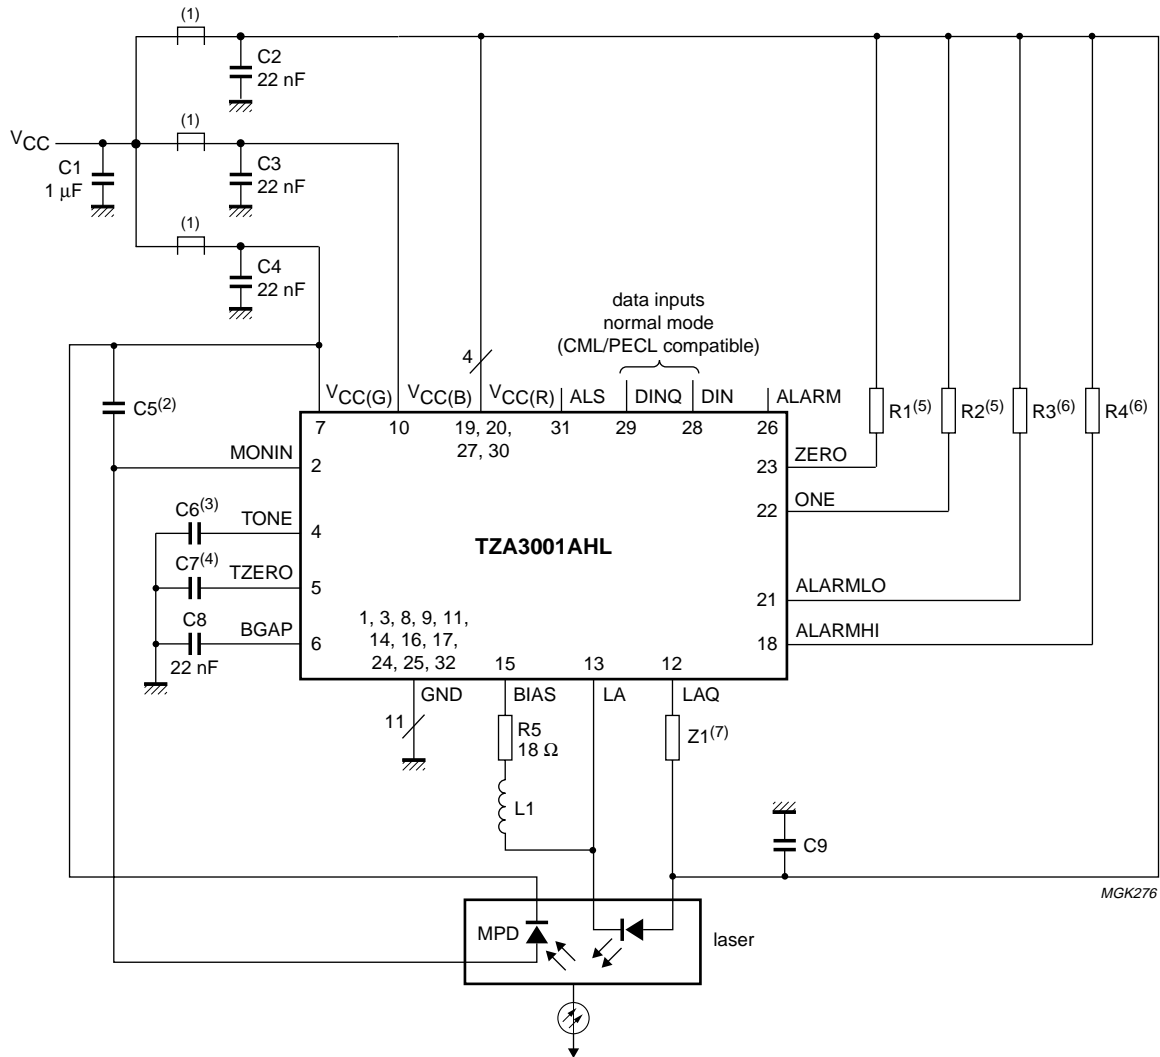 (1)
C2
22 nF
VCC
(1)
C1
1 μF
C3
22 nF
(1)
C4
22 nF
data inputs
normal mode
(CML/PECL compatible)
4
C5(2)
VCC(G)
VCC(B)
VCC(R)
ALS
DINQ
DIN
ALARM
R1(5)
R2(5)
R3(6)
R4(6)
7
10
19, 20,
27, 30
31
29
28
26
MONIN
2
23
ZERO
C6(3)
TONE
4
22
ONE
TZA3001AHL
C7(4)
TZERO
5
21
ALARMLO
C8
22 nF
BGAP
6
1, 3, 8, 9, 11,
14, 16, 17,
24, 25, 32
18
ALARMHI
15
13
12
GND
BIAS
LA
LAQ
11
R5
18 Ω
Z1(7)
L1
C9
MGK276
MPD
laser